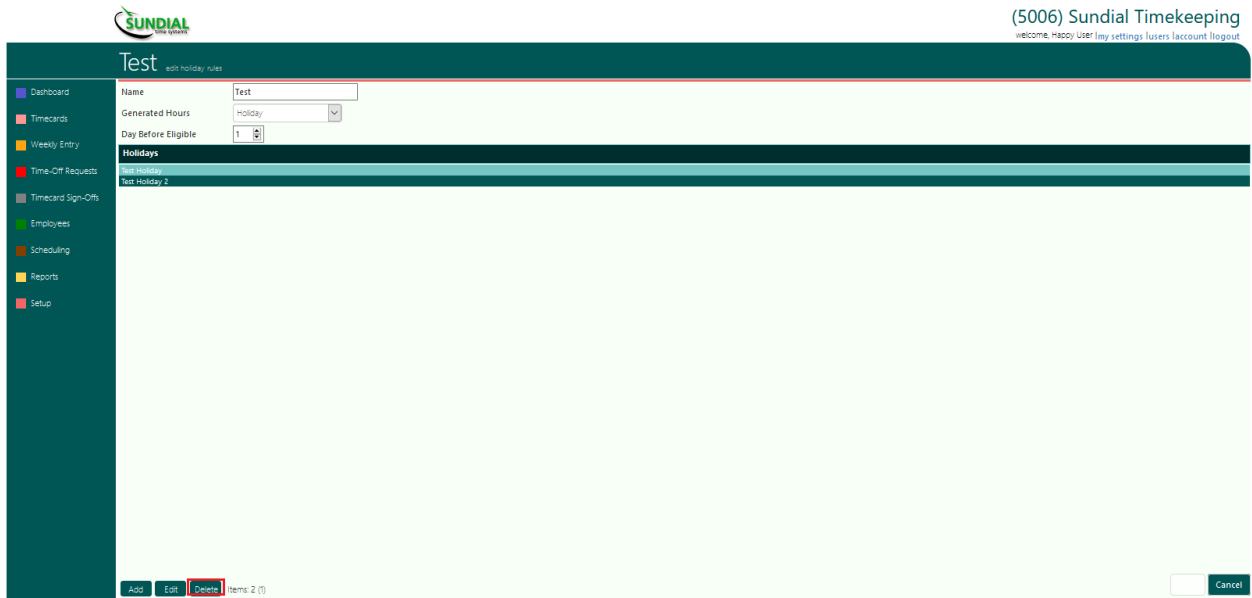 SUNDIAL
time systems
(5006) Sundial Timekeeping
welcome, Happy User |my settings |users |account |logout
Test edit holiday rules
Dashboard
Timecards
Weekly Entry
Time-Off Requests
Timecard Sign-Offs
Employees
Scheduling
Reports
Setup
Name Test
Generated Hours Holiday
Day Before Eligible 1
Holidays
Test Holiday
Test Holiday 2
Add Edit Delete Items: 2 (1)
Cancel